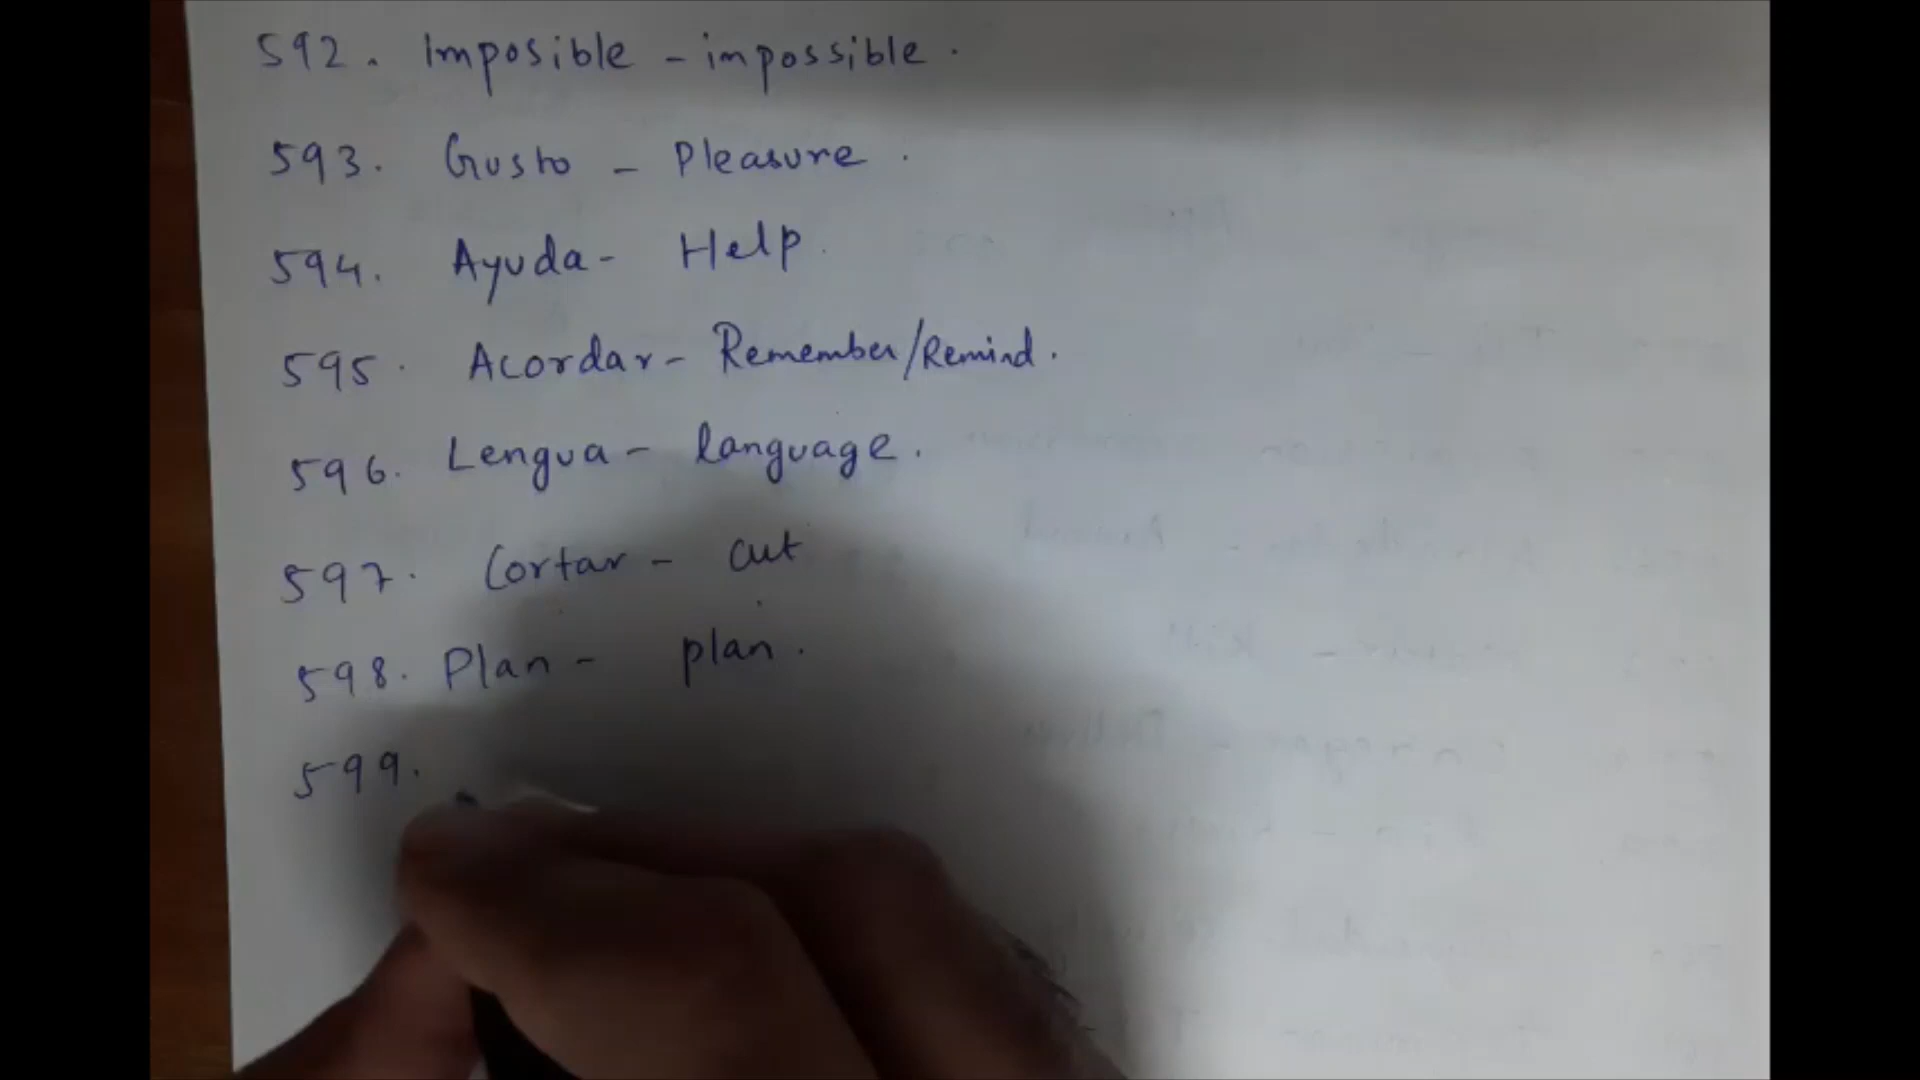 592. Imposible - impossible.
593. Gusto - Pleasure.
594. Ayuda - Help.
595. Acordar - Remember/Remind.
596. Lengua - language.
597. Cortar - cut
598. Plan - plan.
599.